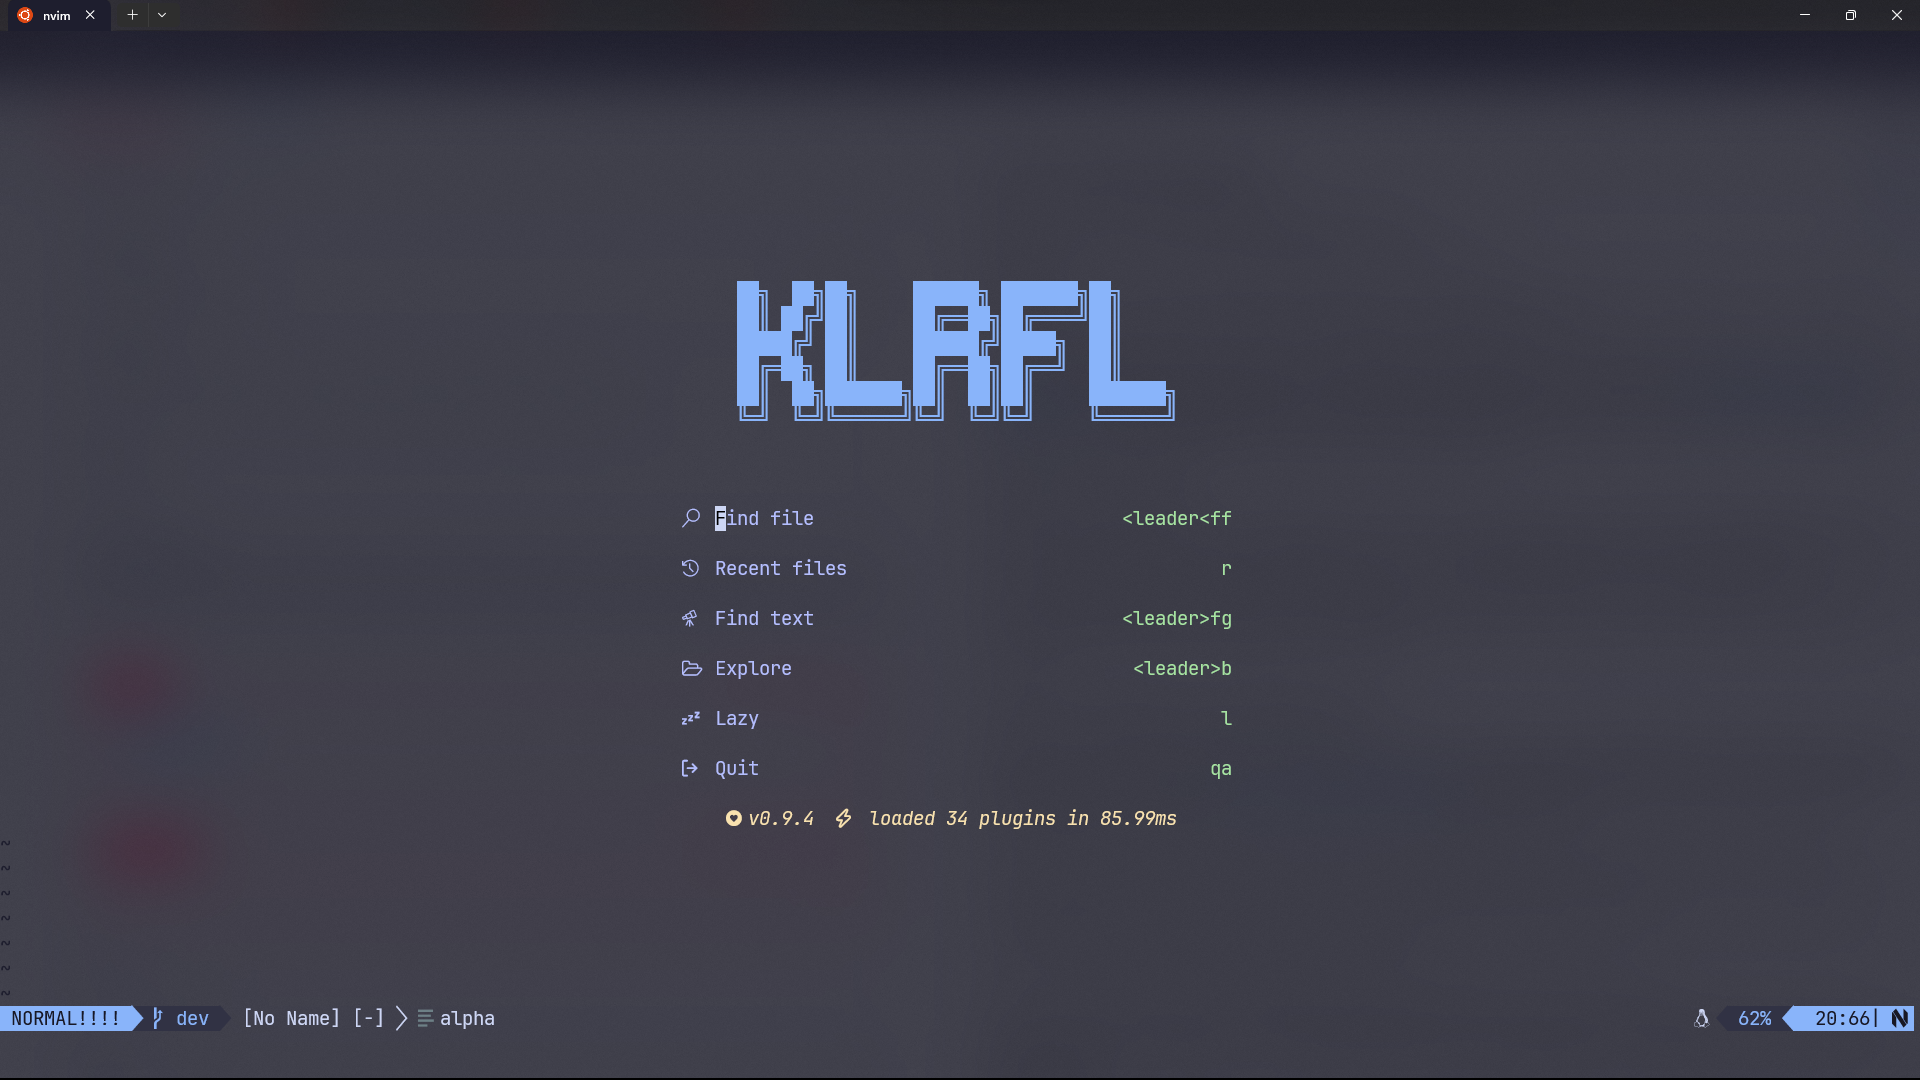 nvim
KLRFL
Find file <leader<ff
Recent files r
Find text <leader>fg
Explore <leader>b
Lazy l
Quit qa
v0.9.4 loaded 34 plugins in 85.99ms
~
~
~
~
~
~
~
NORMAL!!!! dev [No Name] [-] alpha 62% 20:66|